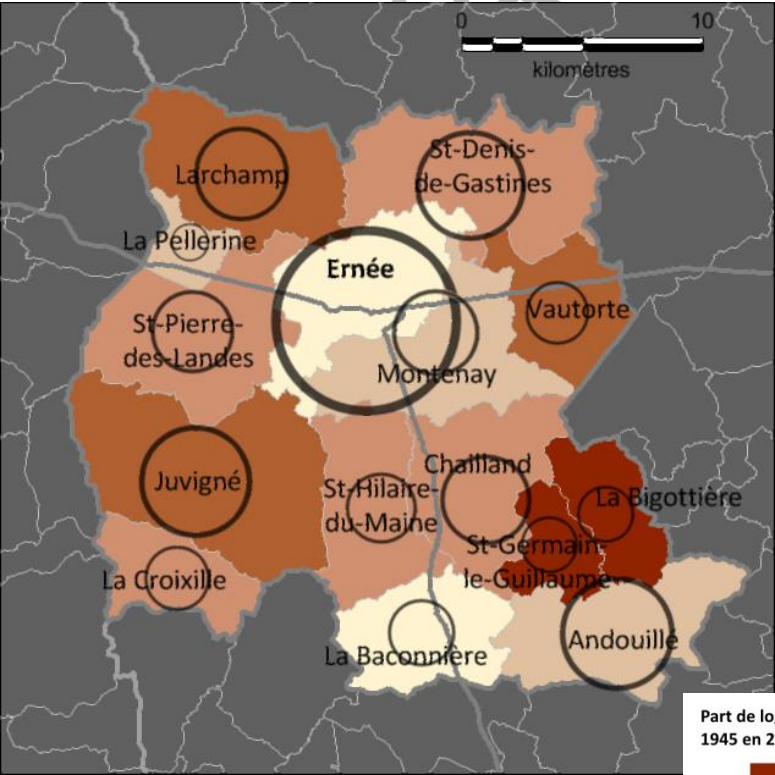 0 10
kilomètres
St-Denis-
de-Gastines
Larchamp
La Pellerine
Ernée
Vautorte
St-Pierre-
des-Landes
Montenay
Chailland
Juvigné
St-Hilaire-
du-Maine
La Bigottière
St-Germain-
le-Guillaume
La Croixille
Andouillé
La Baconnière
Part de lo
1945 en 2